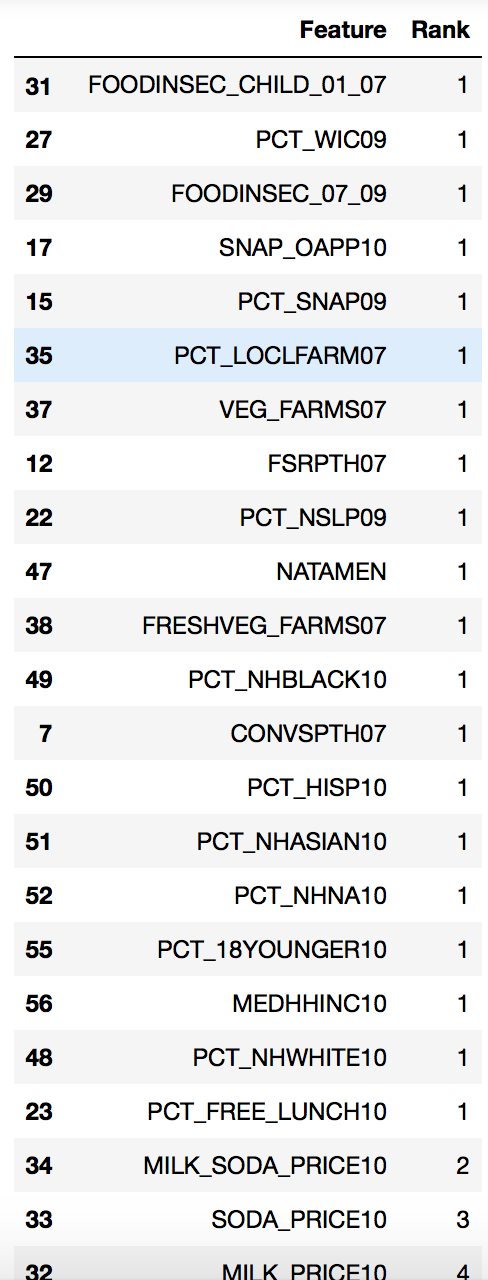 Feature Rank
31 FOODINSEC_CHILD_01_07 1
27 PCT_WIC09 1
29 FOODINSEC_07_09 1
17 SNAP_OAPP10 1
15 PCT_SNAP09 1
35 PCT_LOCLFARM07 1
37 VEG_FARMS07 1
12 FSRPTH07 1
22 PCT_NSLP09 1
47 NATAMEN 1
38 FRESHVEG_FARMS07 1
49 PCT_NHBLACK10 1
7 CONVSPTH07 1
50 PCT_HISP10 1
51 PCT_NHASIAN10 1
52 PCT_NHNA10 1
55 PCT_18YOUNGER10 1
56 MEDHHINC10 1
48 PCT_NHWHITE10 1
23 PCT_FREE_LUNCH10 1
34 MILK_SODA_PRICE10 2
33 SODA_PRICE10 3
32 MILK_PRICE10 4